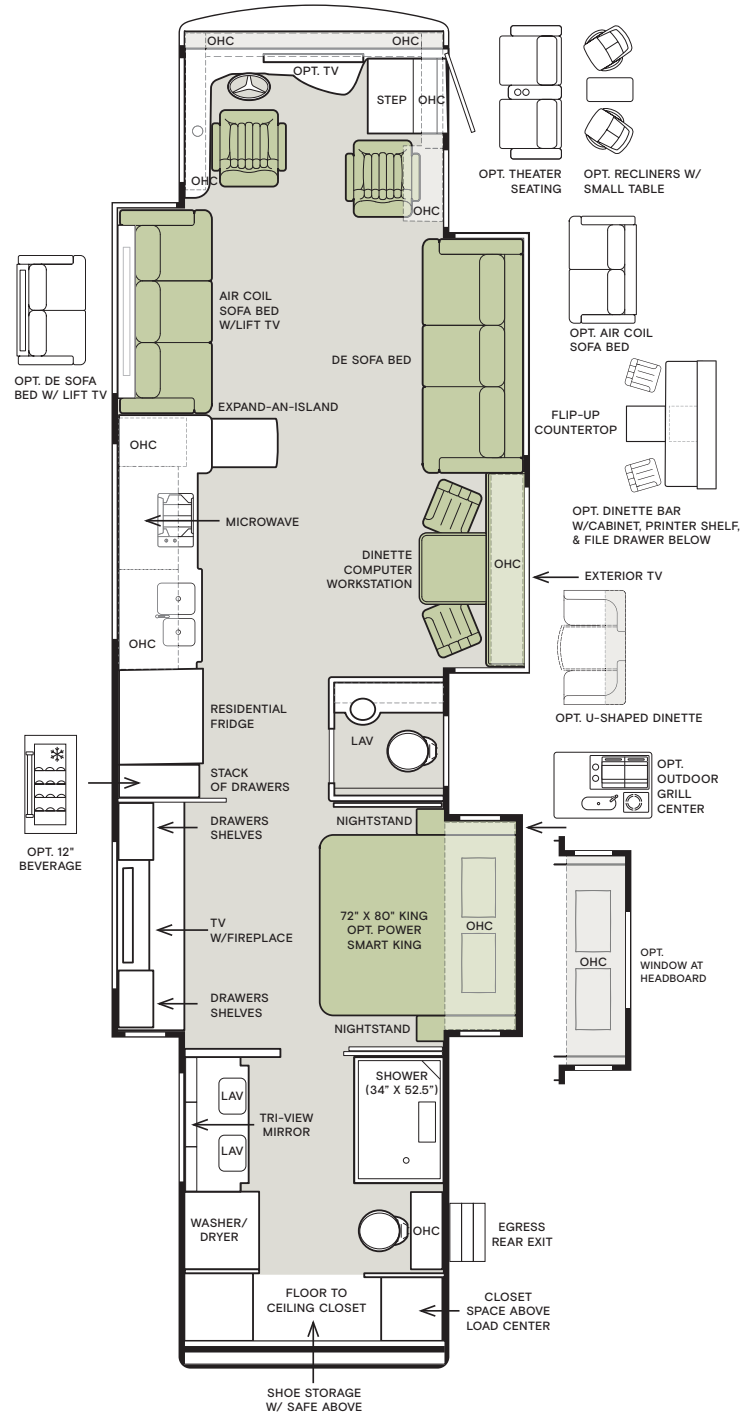 OHC
OHC
OPT. TV
STEP
OHC
OHC
OHC
OPT. THEATER
SEATING
OPT. RECLINERS W/
SMALL TABLE
AIR COIL
SOFA BED
W/LIFT TV
DE SOFA BED
OPT. AIR COIL
SOFA BED
OPT. DE SOFA
BED W/ LIFT TV
EXPAND-AN-ISLAND
FLIP-UP
COUNTERTOP
OHC
MICROWAVE
OPT. DINETTE BAR
W/CABINET, PRINTER SHELF,
& FILE DRAWER BELOW
DINETTE
COMPUTER
WORKSTATION
OHC
EXTERIOR TV
OHC
RESIDENTIAL
FRIDGE
LAV
OPT. U-SHAPED DINETTE
STACK
OF DRAWERS
OPT.
OUTDOOR
GRILL
CENTER
OPT. 12"
BEVERAGE
DRAWERS
SHELVES
NIGHTSTAND
TV
W/FIREPLACE
72" X 80" KING
OPT. POWER
SMART KING
OHC
OHC
OPT.
WINDOW AT
HEADBOARD
DRAWERS
SHELVES
NIGHTSTAND
SHOWER
(34" X 52.5")
LAV
TRI-VIEW
MIRROR
LAV
WASHER/
DRYER
OHC
EGRESS
REAR EXIT
FLOOR TO
CEILING CLOSET
CLOSET
SPACE ABOVE
LOAD CENTER
SHOE STORAGE
W/ SAFE ABOVE